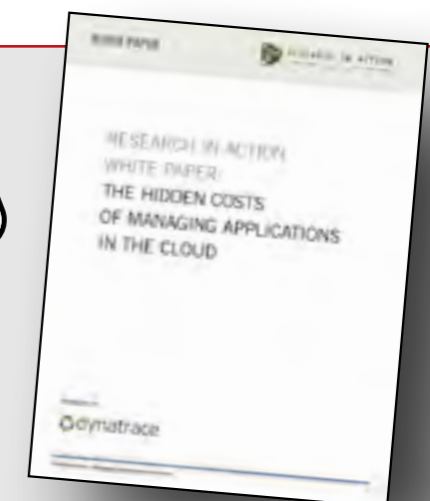 WHITE PAPER
RESEARCH IN ACTION
RESEARCH IN ACTION
WHITE PAPER:
THE HIDDEN COSTS
OF MANAGING APPLICATIONS
IN THE CLOUD
dynatrace